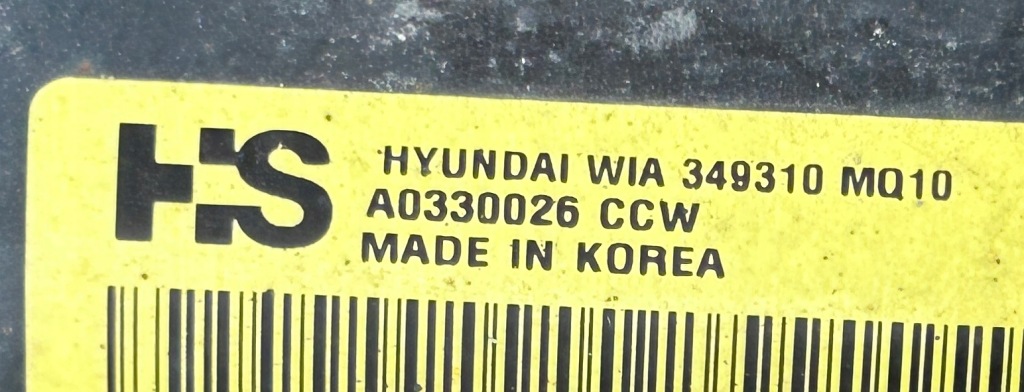 HS
HYUNDAI WIA 349310 MQ10
A0330026 CCW
MADE IN KOREA